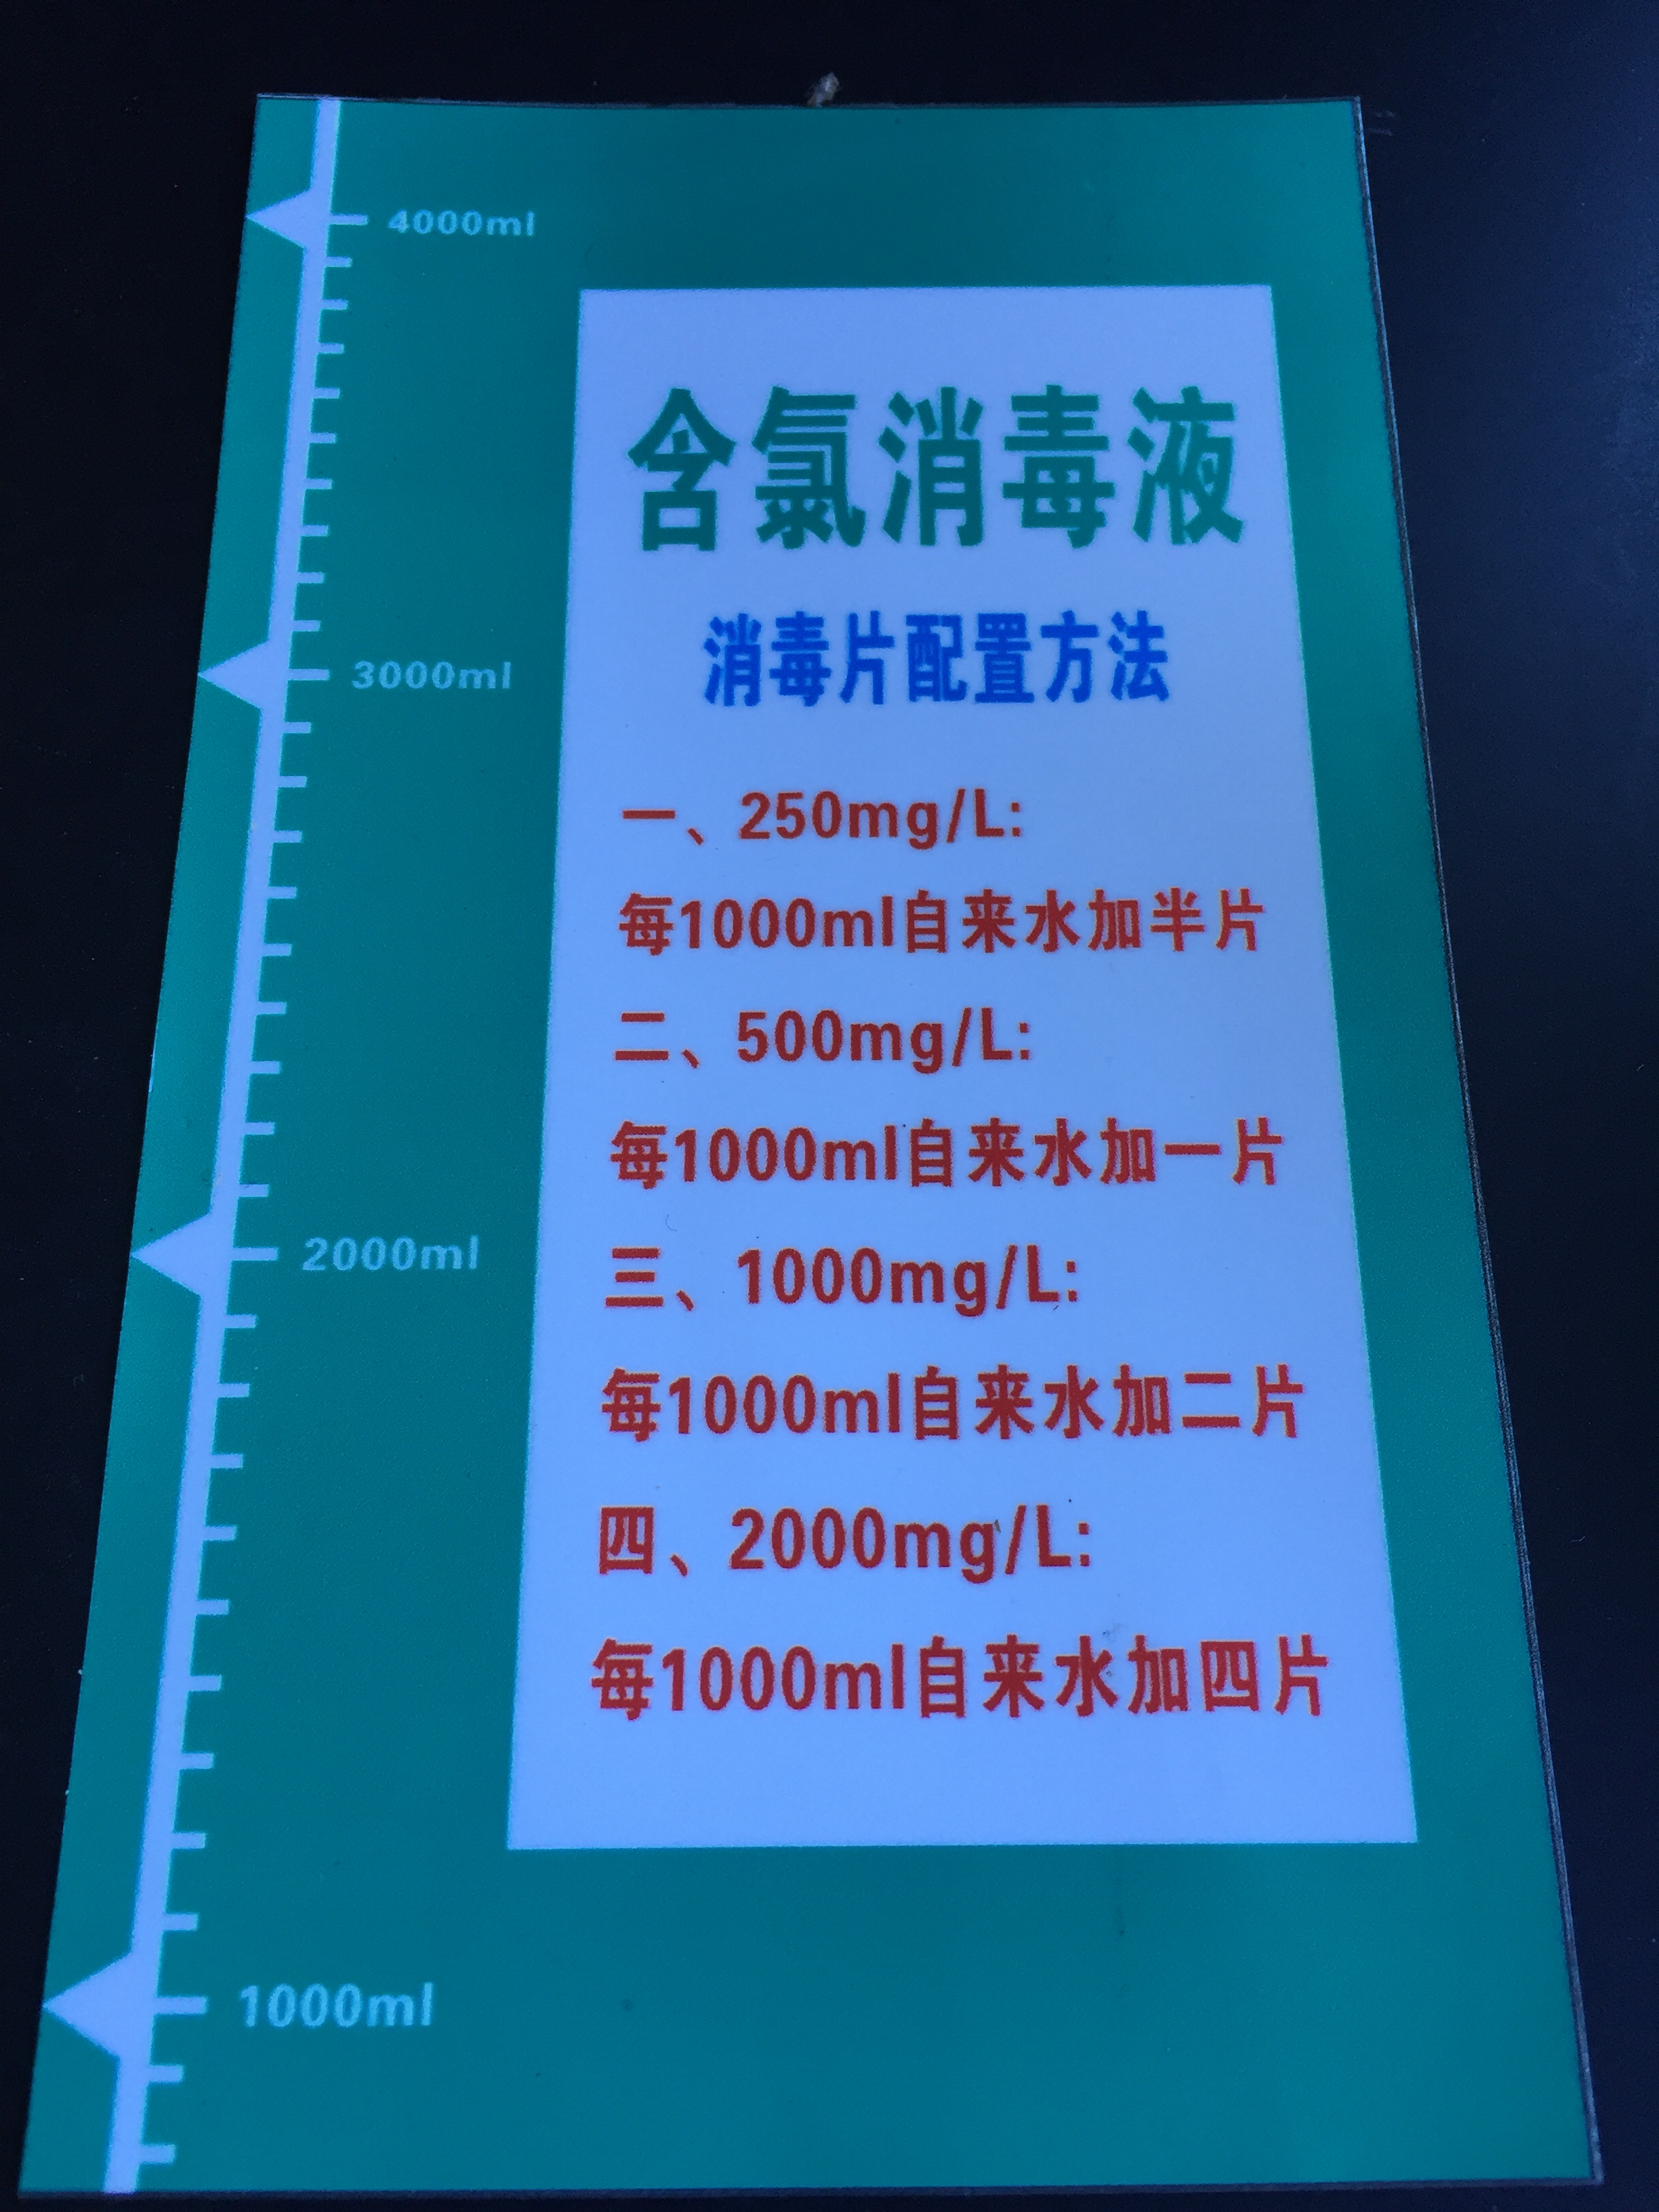 4000ml
含氯消毒液
消毒片配置方法
3000ml
一、250mg/L:
每1000ml自来水加半片
二、500mg/L:
每1000ml自来水加一片
2000ml
三、1000mg/L:
每1000ml自来水加二片
四、2000mg/L:
每1000ml自来水加四片
1000ml